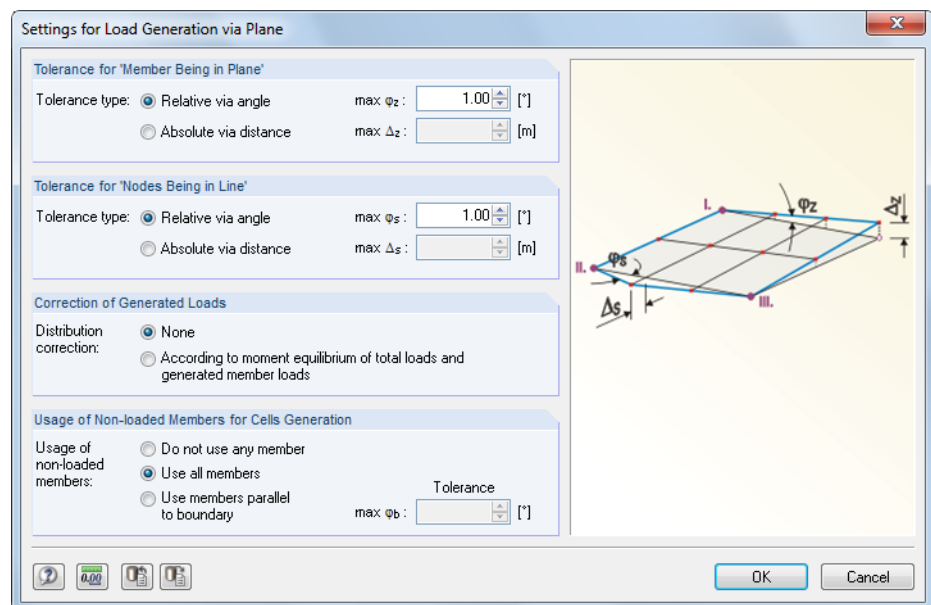 Settings for Load Generation via Plane
Tolerance for 'Member Being in Plane'
Tolerance type: Relative via angle max φz : 1.00 [°]
Absolute via distance max Δz : [m]
Tolerance for 'Nodes Being in Line'
Tolerance type: Relative via angle max φs : 1.00 [°]
Absolute via distance max Δs : [m]
Correction of Generated Loads
Distribution correction: None
According to moment equilibrium of total loads and
generated member loads
Usage of Non-loaded Members for Cells Generation
Usage of non-loaded members: Do not use any member
Use all members
Use members parallel
to boundary
Tolerance
max φb : [°]
I.
φz
Δz
II.
φs
Δs
III.
0.00
OK
Cancel